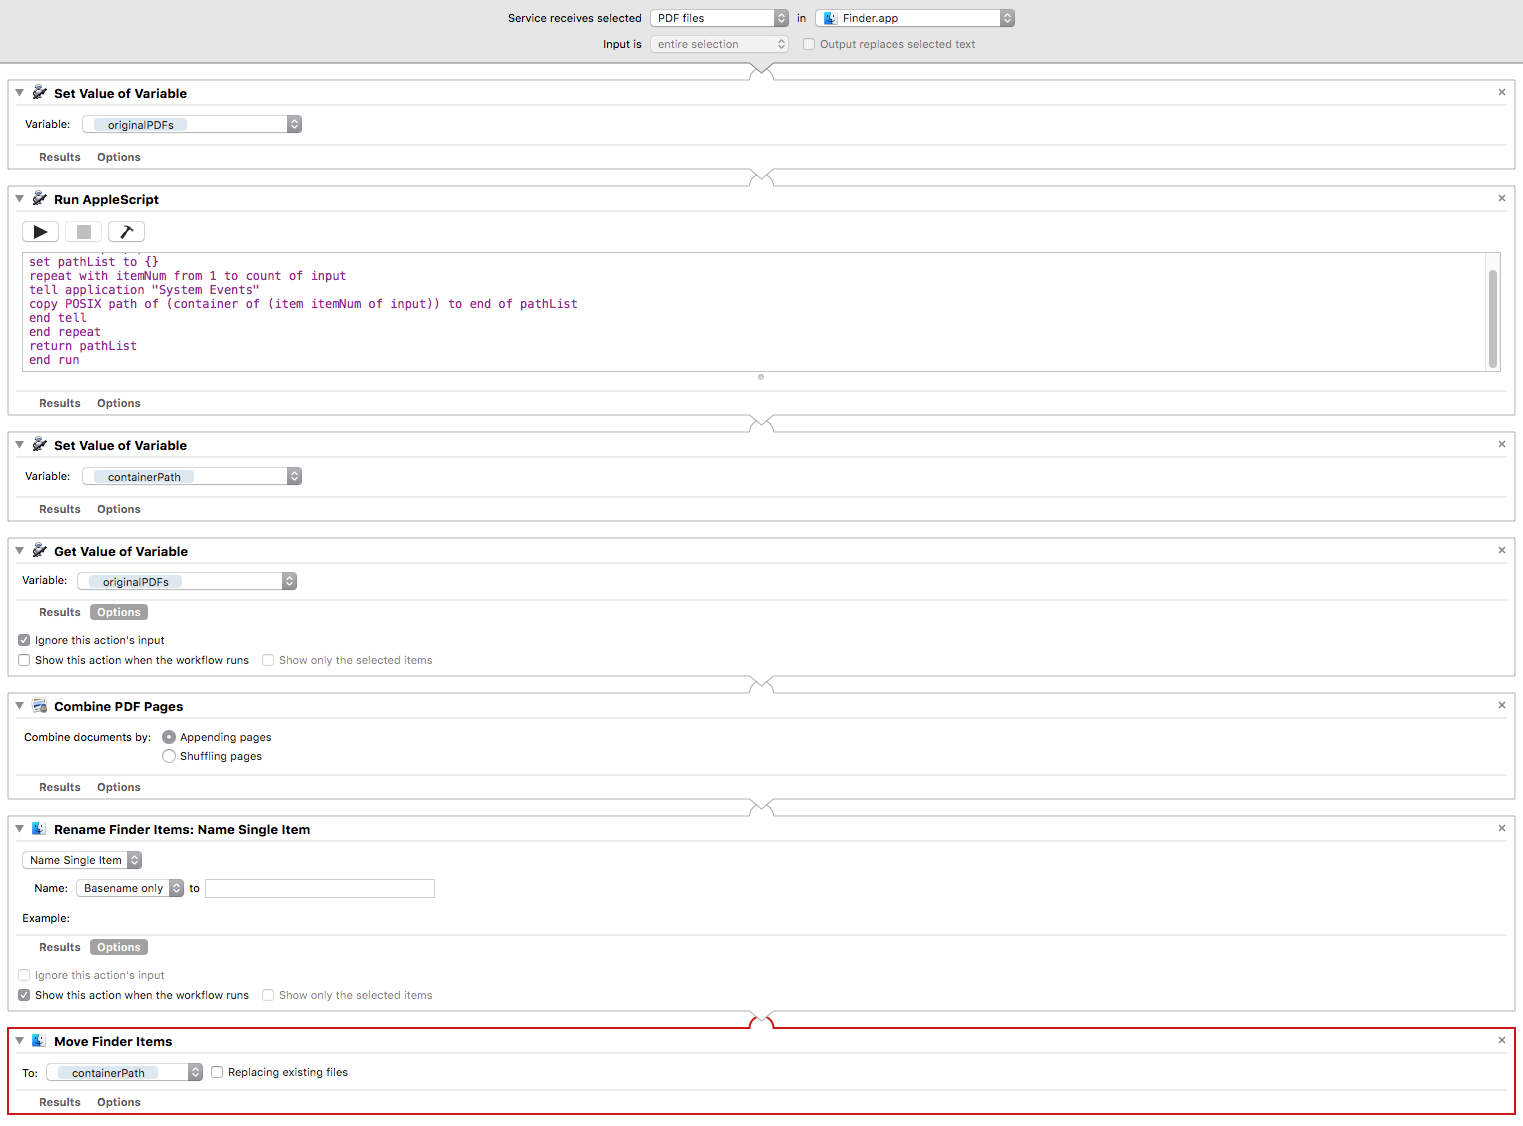 Service receives selected PDF files in Finder.app
Input is entire selection Output replaces selected text
Set Value of Variable
Variable: originalPDFs
Results Options
Run AppleScript
set pathList to {}
repeat with itemNum from 1 to count of input
tell application "System Events"
copy POSIX path of (container of (item itemNum of input)) to end of pathList
end tell
end repeat
return pathList
end run
Results Options
Set Value of Variable
Variable: containerPath
Results Options
Get Value of Variable
Variable: originalPDFs
Results Options
Ignore this action's input
Show this action when the workflow runs Show only the selected items
Combine PDF Pages
Combine documents by: Appending pages
Shuffling pages
Results Options
Rename Finder Items: Name Single Item
Name Single Item
Name: Basename only to
Example:
Results Options
Ignore this action's input
Show this action when the workflow runs Show only the selected items
Move Finder Items
To: containerPath Replacing existing files
Results Options